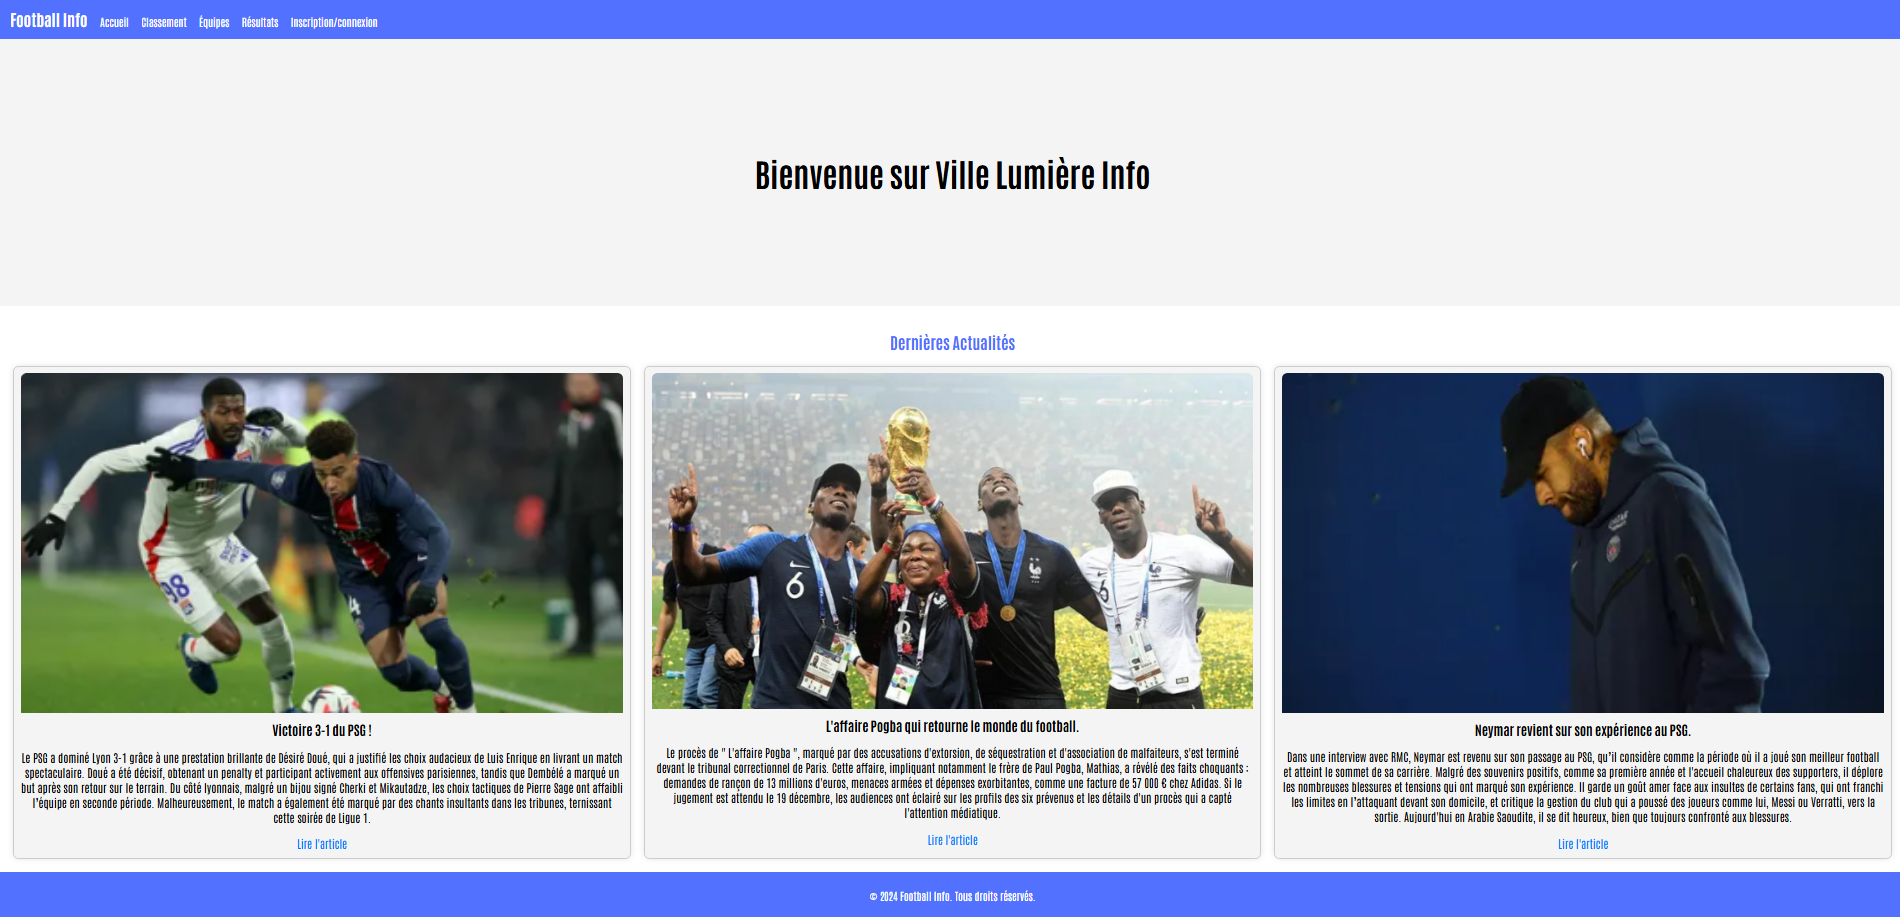 Football Info Accueil Classement Équipes Résultats Inscription/connexion
Bienvenue sur Ville Lumière Info
Dernières Actualités
98
6
6
Victoire 3-1 du PSG !
Le PSG a dominé Lyon 3-1 grâce à une prestation brillante de Désiré Doué, qui a justifié les choix audacieux de Luis Enrique en livrant un match
spectaculaire. Doué a été décisif, obtenant un penalty et participant activement aux offensives parisiennes, tandis que Dembélé a marqué un
but après son retour sur le terrain. Du côté lyonnais, malgré un bijou signé Cherki et Mikautadze, les choix tactiques de Pierre Sage ont affaibli
l'équipe en seconde période. Malheureusement, le match a également été marqué par des chants insultants dans les tribunes, ternissant
cette soirée de Ligue 1.
Lire l'article
L'affaire Pogba qui retourne le monde du football.
Le procès de " L'affaire Pogba ", marqué par des accusations d'extorsion, de séquestration et d'association de malfaiteurs, s'est terminé
devant le tribunal correctionnel de Paris. Cette affaire, impliquant notamment le frère de Paul Pogba, Mathias, a révélé des faits choquants :
demandes de rançon de 13 millions d'euros, menaces armées et dépenses exorbitantes, comme une facture de 57 000 € chez Adidas. Si le
jugement est attendu le 19 décembre, les audiences ont éclairé sur les profils des six prévenus et les détails d'un procès qui a capté
l'attention médiatique.
Lire l'article
Neymar revient sur son expérience au PSG.
Dans une interview avec RMC, Neymar est revenu sur son passage au PSG, qu'il considère comme la période où il a joué son meilleur football
et atteint le sommet de sa carrière. Malgré des souvenirs positifs, comme sa première année et l'accueil chaleureux des supporters, il déplore
les nombreuses blessures et tensions qui ont marqué son expérience. Il garde un goût amer face aux insultes de certains fans, qui ont franchi
les limites en l'attaquant devant son domicile, et critique la gestion du club qui a poussé des joueurs comme lui, Messi ou Verratti, vers la
sortie. Aujourd'hui en Arabie Saoudite, il se dit heureux, bien que toujours confronté aux blessures.
Lire l'article
© 2024 Football Info. Tous droits réservés.